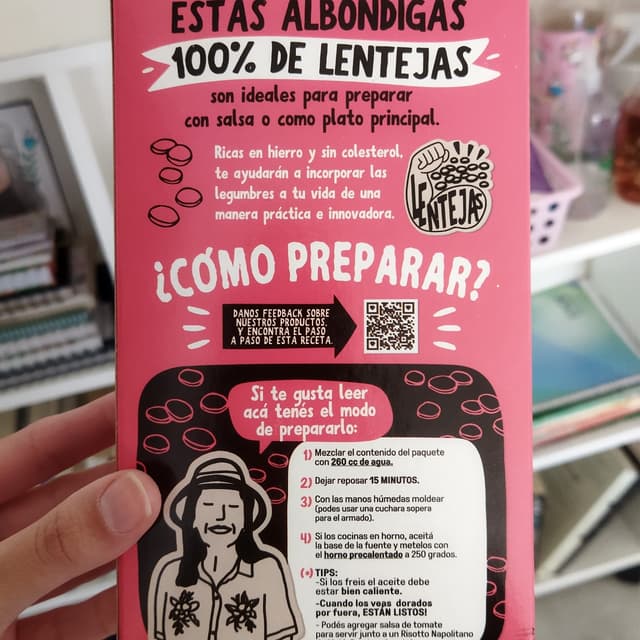 ESTAS ALBÓNDIGAS
100% DE LENTEJAS
son ideales para preparar
con salsa o como plato principal.
Ricas en hierro y sin colesterol,
te ayudarán a incorporar las
legumbres a tu vida de una
manera práctica e innovadora.
LENTEJAS
¿CÓMO PREPARAR?
DANOS FEEDBACK SOBRE
NUESTROS PRODUCTOS.
Y ENCONTRA EL PASO
A PASO DE ESTA RECETA.
Si te gusta leer
acá tenés el modo
de prepararlo:
1) Mezclar el contenido del paquete
con 260 cc de agua.
2) Dejar reposar 15 MINUTOS.
3) Con las manos húmedas moldear
(podes usar una cuchara sopera
para el armado).
4) Si los cocinas en horno, aceitá
la base de la fuente y metelos con
el horno precalentado a 250 grados.
(*) TIPS:
-Si los freis el aceite debe
estar bien caliente.
-Cuando los veas dorados
por fuera, ESTÁN LISTOS!
- Podés agregar salsa de tomate
para servir junto a un Risotto Napolitano